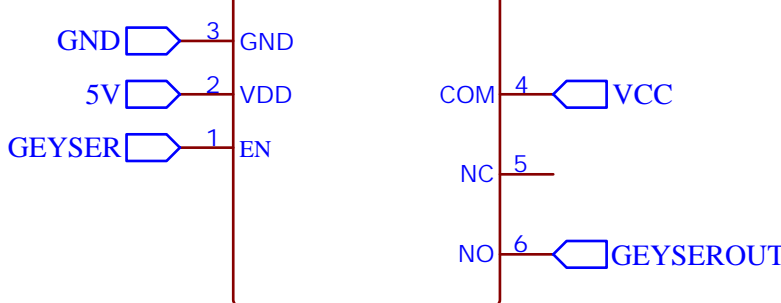 GND 3 GND
5V 2 VDD COM 4 VCC
GEYSER 1 EN
NC 5
NO 6 GEYSEROUT